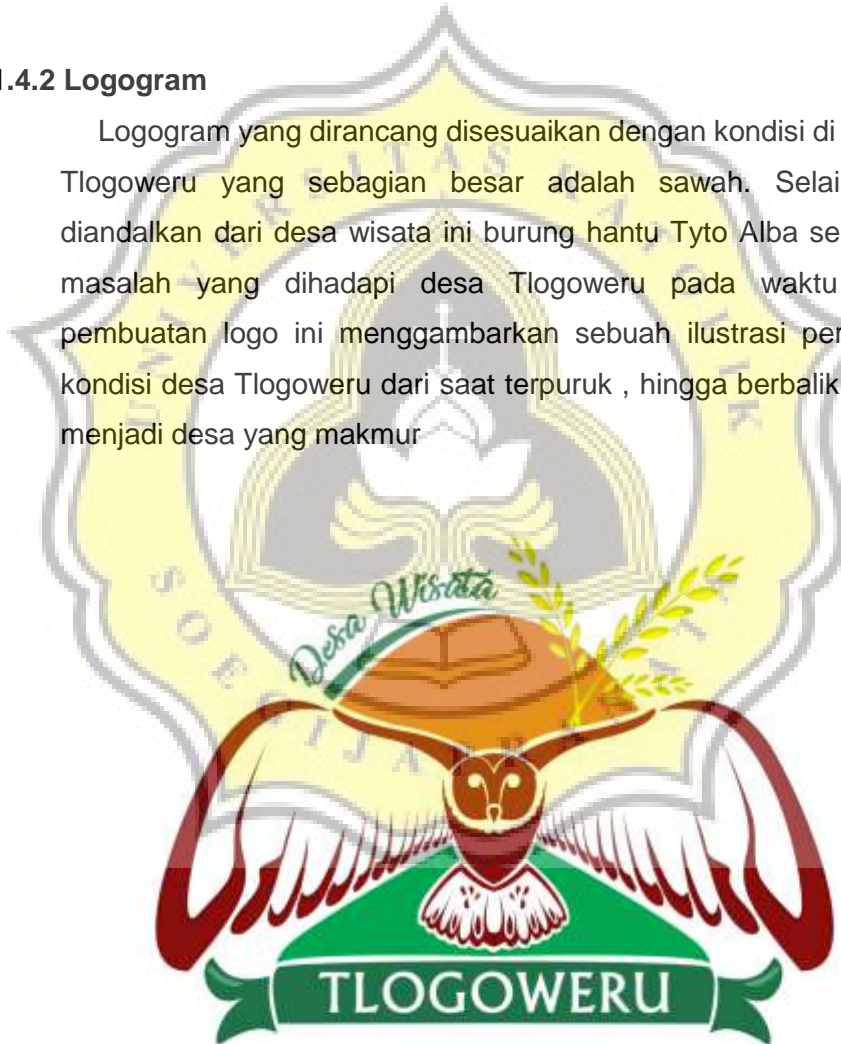 1.4.2 Logogram
Logogram yang dirancang disesuaikan dengan kondisi di
Tlogoweru yang sebagian besar adalah sawah. Selai
diandalkan dari desa wisata ini burung hantu Tyto Alba se
masalah yang dihadapi desa Tlogoweru pada waktu
pembuatan logo ini menggambarkan sebuah ilustrasi per
kondisi desa Tlogoweru dari saat terpuruk , hingga berbalik
menjadi desa yang makmur
UNIVERSITAS KATOLIK
SOEGIJAPRANATA
Desa Wisata
TLOGOWERU